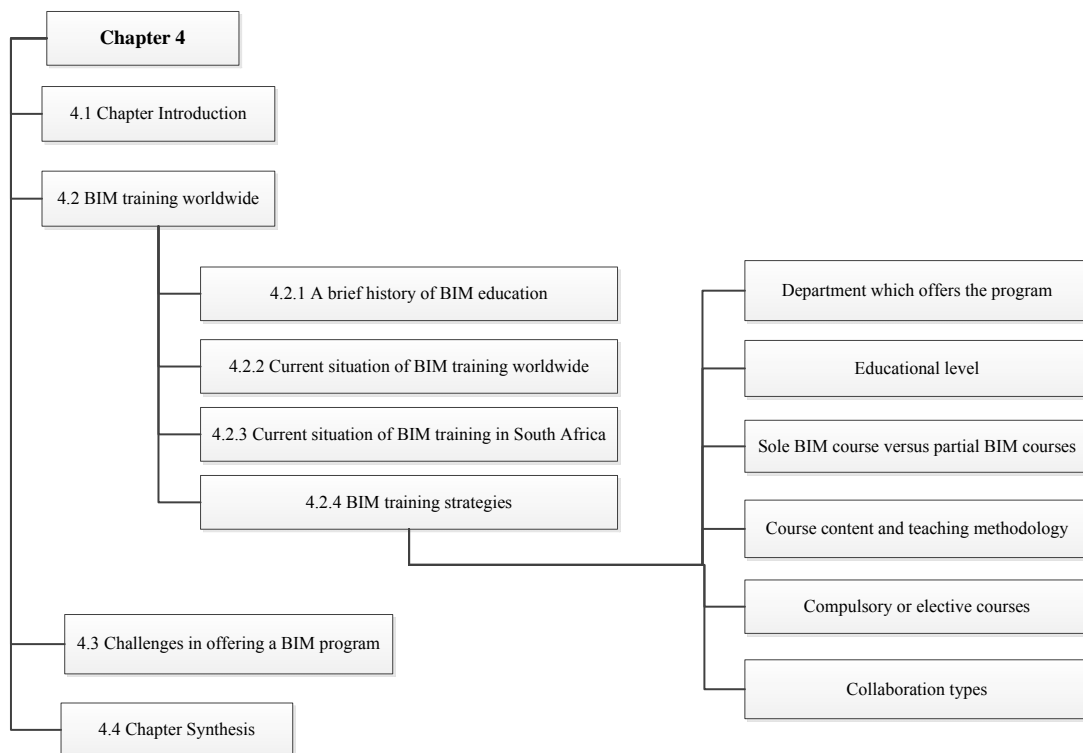 Chapter 4
4.1 Chapter Introduction
4.2 BIM training worldwide
4.2.1 A brief history of BIM education
4.2.2 Current situation of BIM training worldwide
4.2.3 Current situation of BIM training in South Africa
4.2.4 BIM training strategies
Department which offers the program
Educational level
Sole BIM course versus partial BIM courses
Course content and teaching methodology
Compulsory or elective courses
Collaboration types
4.3 Challenges in offering a BIM program
4.4 Chapter Synthesis